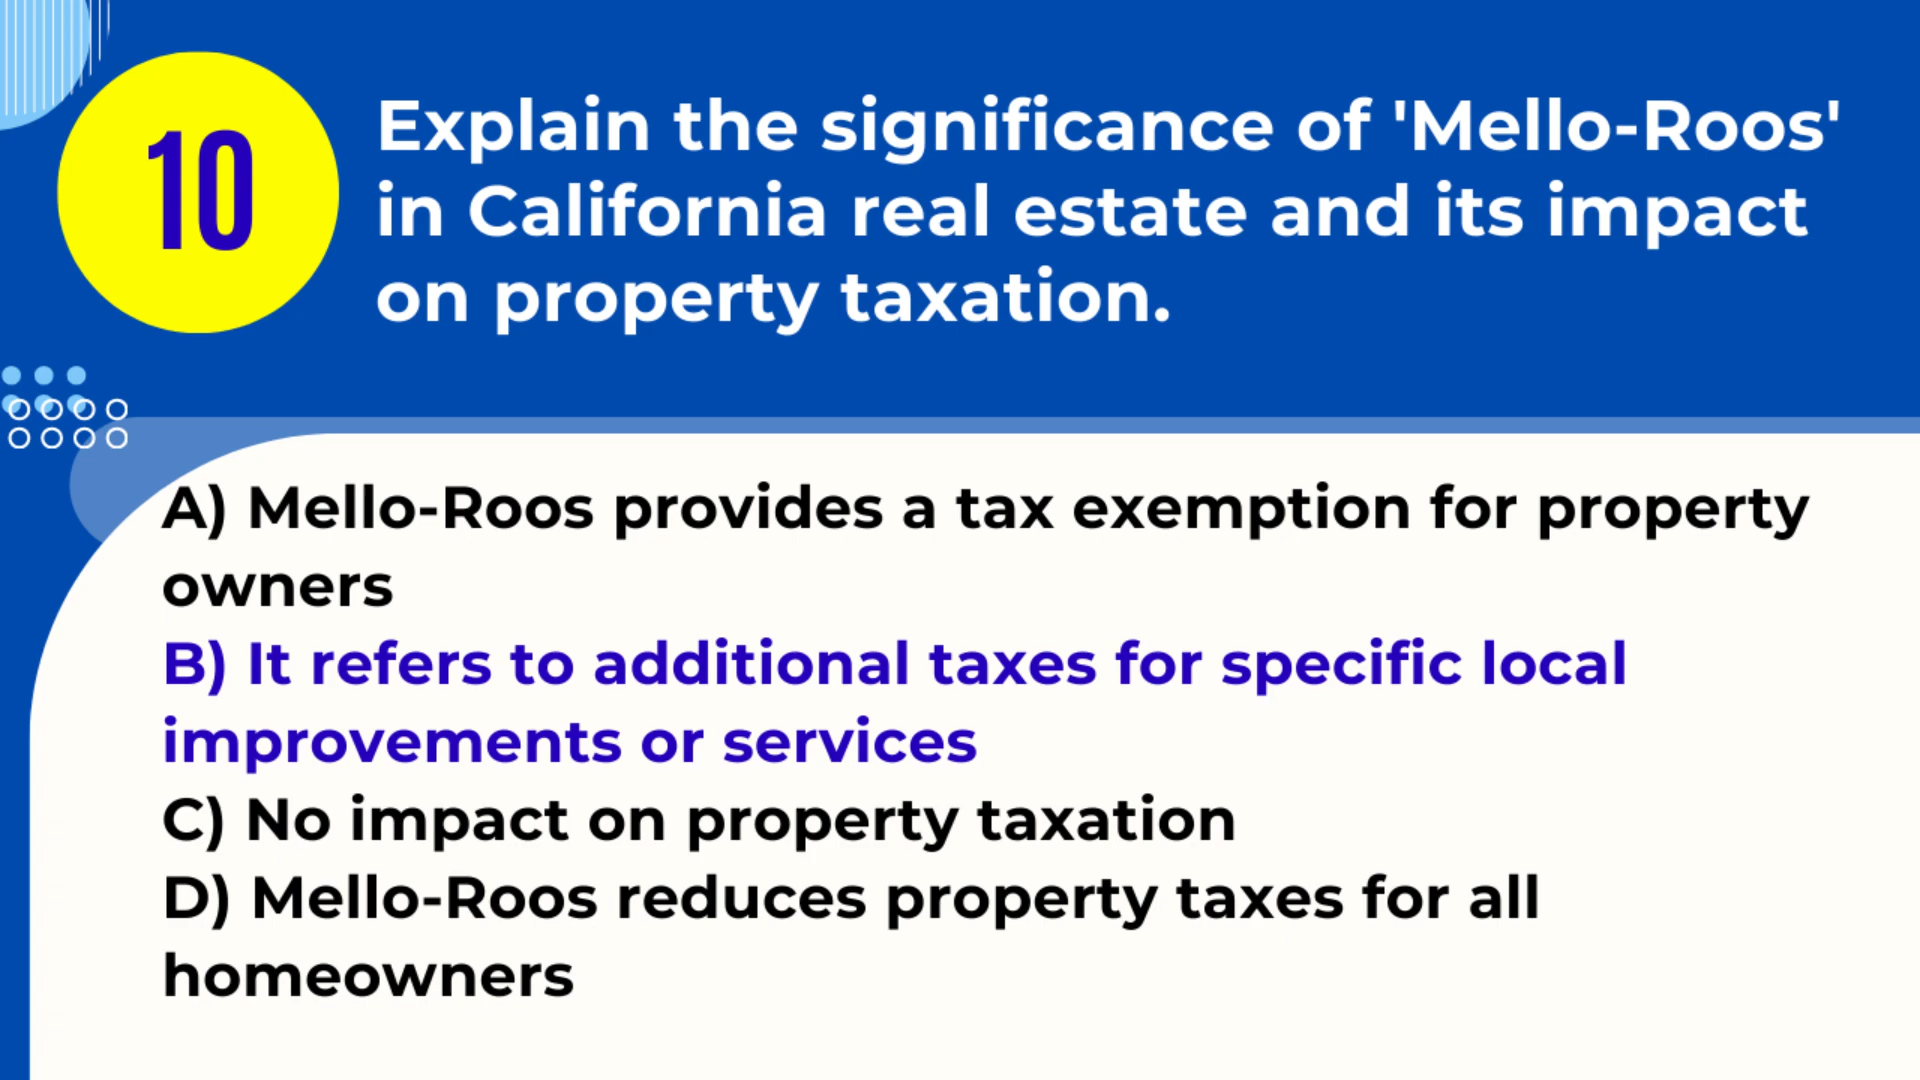 10
Explain the significance of 'Mello-Roos'
in California real estate and its impact
on property taxation.
A) Mello-Roos provides a tax exemption for property
owners
B) It refers to additional taxes for specific local
improvements or services
C) No impact on property taxation
D) Mello-Roos reduces property taxes for all
homeowners